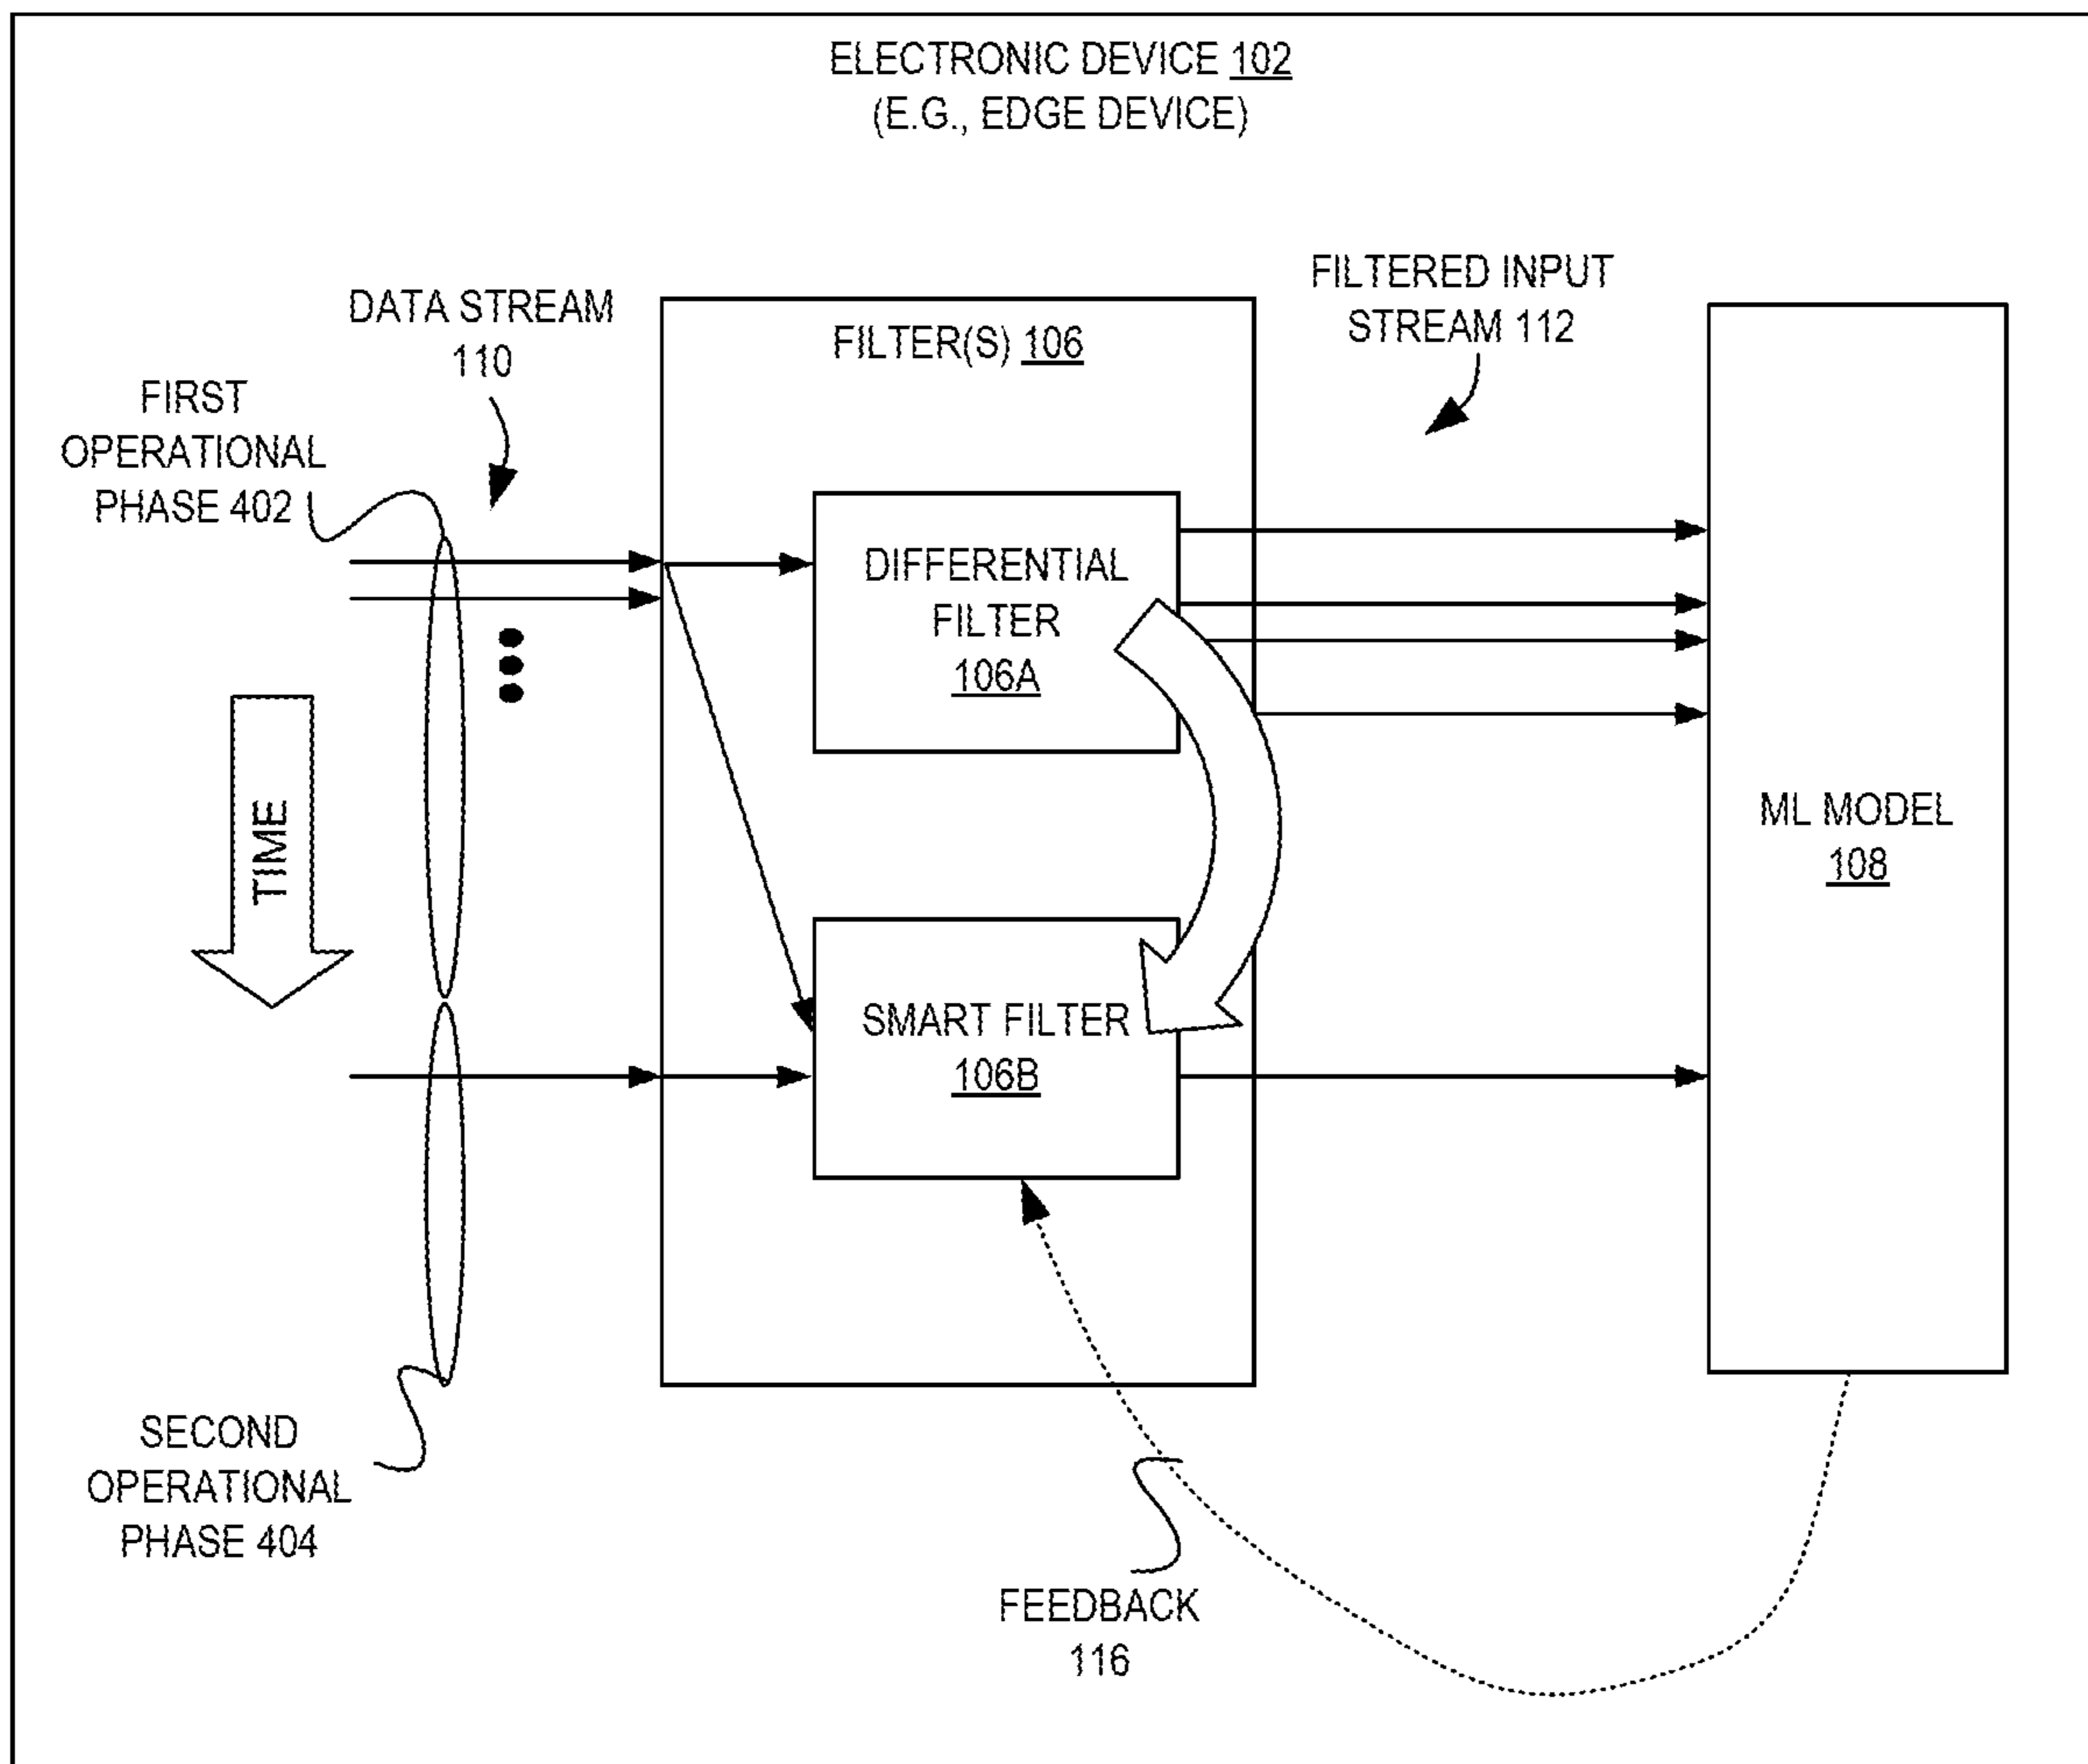 ELECTRONIC DEVICE 102
(E.G., EDGE DEVICE)
DATA STREAM
110
FIRST
OPERATIONAL
PHASE 402
FILTER(S) 106
FILTERED INPUT
STREAM 112
DIFFERENTIAL
FILTER
106A
TIME
ML MODEL
108
SMART FILTER
106B
SECOND
OPERATIONAL
PHASE 404
FEEDBACK
116